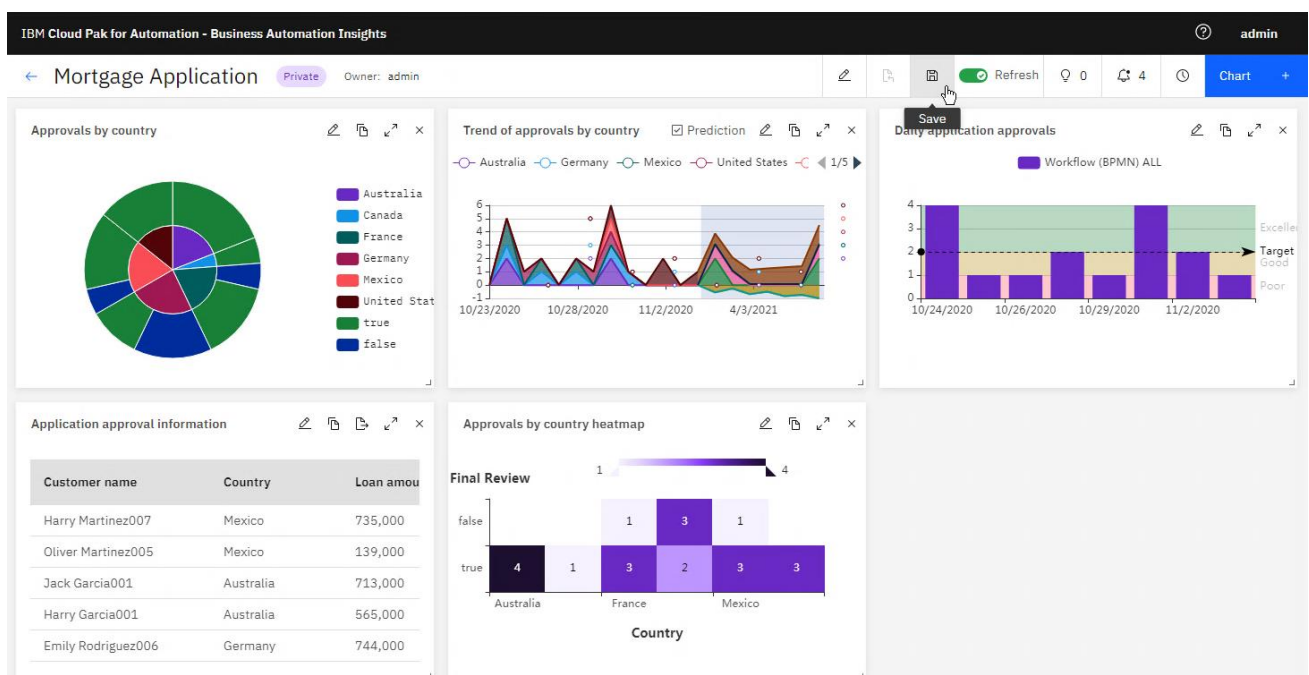 IBM Cloud Pak for Automation - Business Automation Insights
admin
Mortgage Application
Private
Owner: admin
Refresh
0
4
Chart +
Save
Approvals by country
Australia
Canada
France
Germany
Mexico
United Stat
true
false
Trend of approvals by country
Prediction
Australia Germany Mexico United States
1/5
6
5
4
3
2
1
0
-1
10/23/2020 10/28/2020 11/2/2020 4/3/2021
Daily application approvals
Workflow (BPMN) ALL
4
3
2
1
0
Target
Good
Poor
10/24/2020 10/26/2020 10/29/2020 11/2/2020
Application approval information
Customer name Country Loan amou
Harry Martinez007 Mexico 735,000
Oliver Martinez005 Mexico 139,000
Jack Garcia001 Australia 713,000
Harry Garcia001 Australia 565,000
Emily Rodriguez006 Germany 744,000
Approvals by country heatmap
1 4
Final Review
false 1 3 1
true 4 1 3 2 3 3
Australia France Mexico
Country